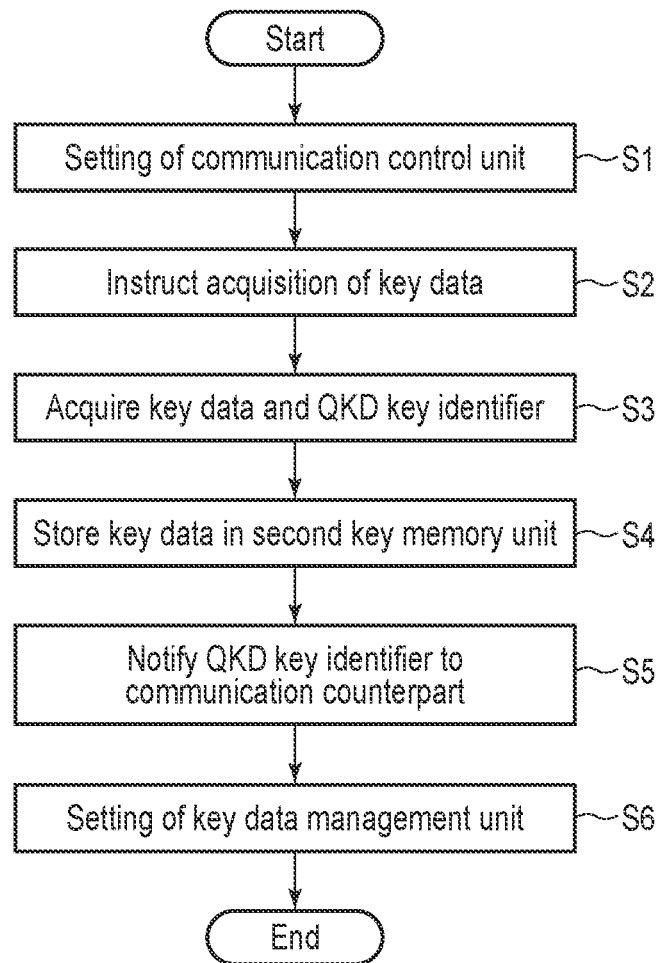 Start
Setting of communication control unit S1
Instruct acquisition of key data S2
Acquire key data and QKD key identifier S3
Store key data in second key memory unit S4
Notify QKD key identifier to
communication counterpart S5
Setting of key data management unit S6
End